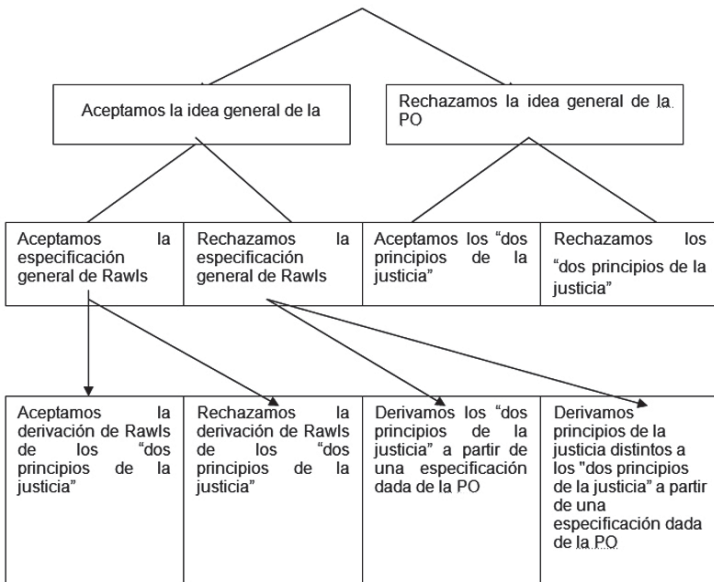 Aceptamos la idea general de la
Rechazamos la idea general de la
PO
Aceptamos la
especificación
general de Rawls
Rechazamos la
especificación
general de Rawls
Aceptamos los “dos
principios de la
justicia”
Rechazamos los
“dos principios de la
justicia”
Aceptamos la
derivación de Rawls
de los “dos
principios de la
justicia”
Rechazamos la
derivación de Rawls
de los “dos
principios de la
justicia”
Derivamos los “dos
principios de la
justicia” a partir de
una especificación
dada de la PO
Derivamos
principios de la
justicia distintos a
los "dos principios
de la justicia” a partir
de una
especificación dada
de la PO